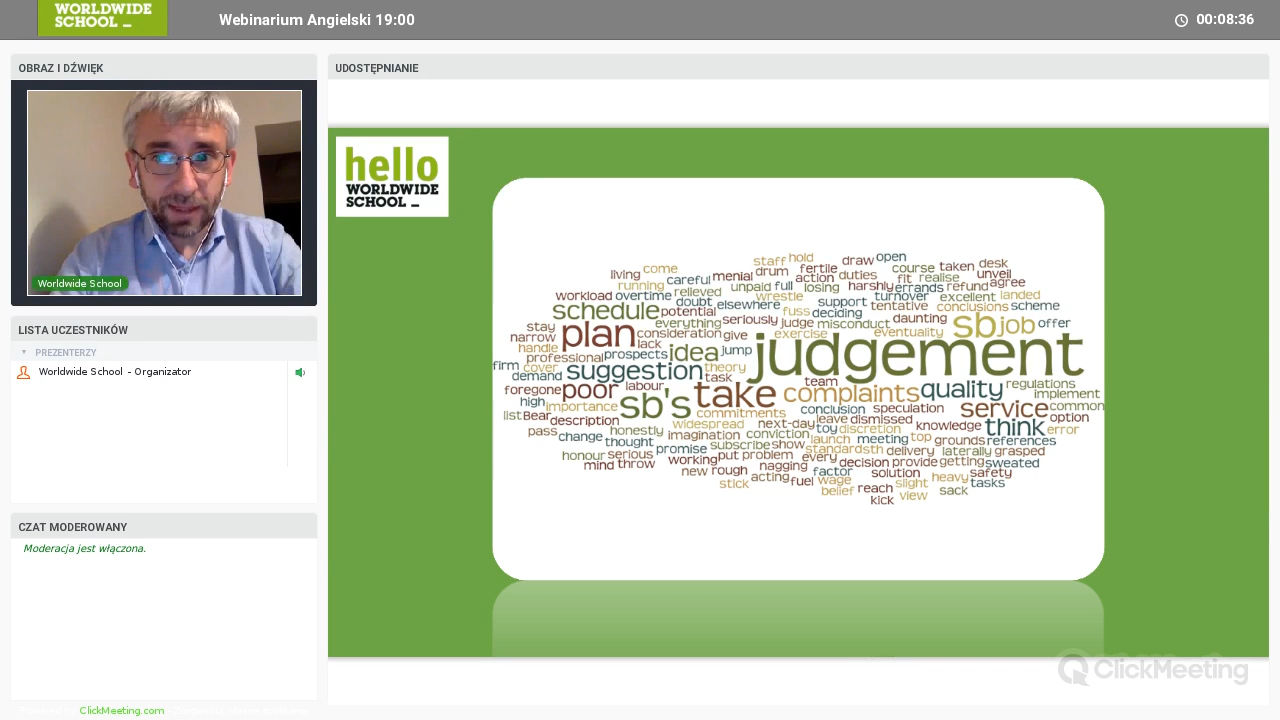 WORLDWIDE
SCHOOL _
Webinarium Angielski 19:00
00:08:36
OBRAZ I DŹWIĘK
Worldwide School
LISTA UCZESTNIKÓW
PREZENTERZY
Worldwide School - Organizator
CZAT MODEROWANY
Moderacja jest włączona.
ClickMeeting.com
UDOSTĘPNIANIE
hello
WORLDWIDE
SCHOOL _
staff hold draw open
living come careful menial drum fertile course taken desk
running unpaid full action duties fit realise unveil
workload overtime relieved wrestle losing harshly errands refund agree
schedule potential doubt elsewhere support turnover excellent landed
stay everything seriously fuss deciding tentative conclusions scheme
narrow plan consideration give judge misconduct daunting sb job offer
handle lack exercise eventuality
professional prospects idea jump judgement
firm cover suggestion theory
demand task team regulations
foregone poor labour take complaints quality implement
high importance sb's conclusion speculation service common
list Bear commitments leave dismissed option
description widespread next-day toy discretion knowledge think error
pass change honestly imagination conviction launch meeting top grounds references
thought promise subscribe show standardsth delivery laterally grasped
honour serious working put problem every decision provide getting sweated
mind throw new rough nagging factor solution heavy safety
stick acting fuel wage slight tasks
belief reach view sack
kick
ClickMeeting